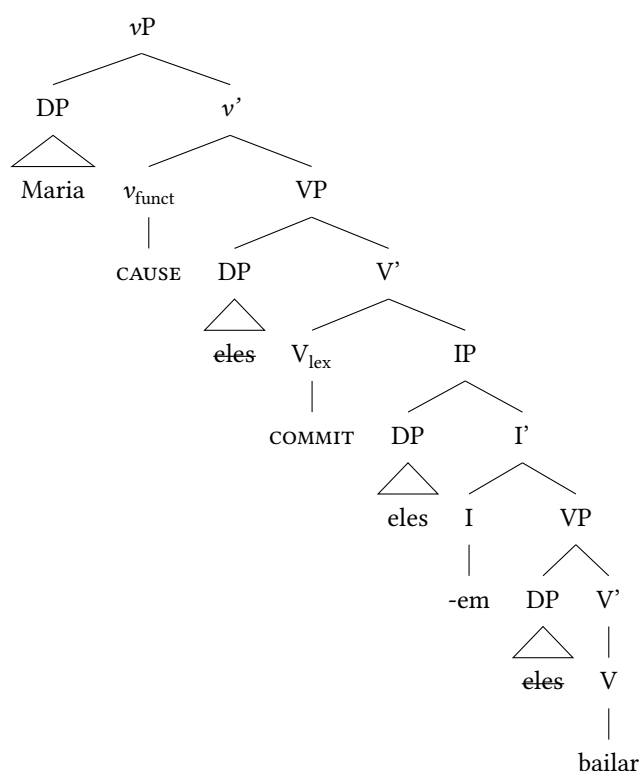 vP
DP v’
Maria v_funct VP
CAUSE DP V’
eles V_lex IP
COMMIT DP I’
eles I VP
-em DP V’
eles V
bailar